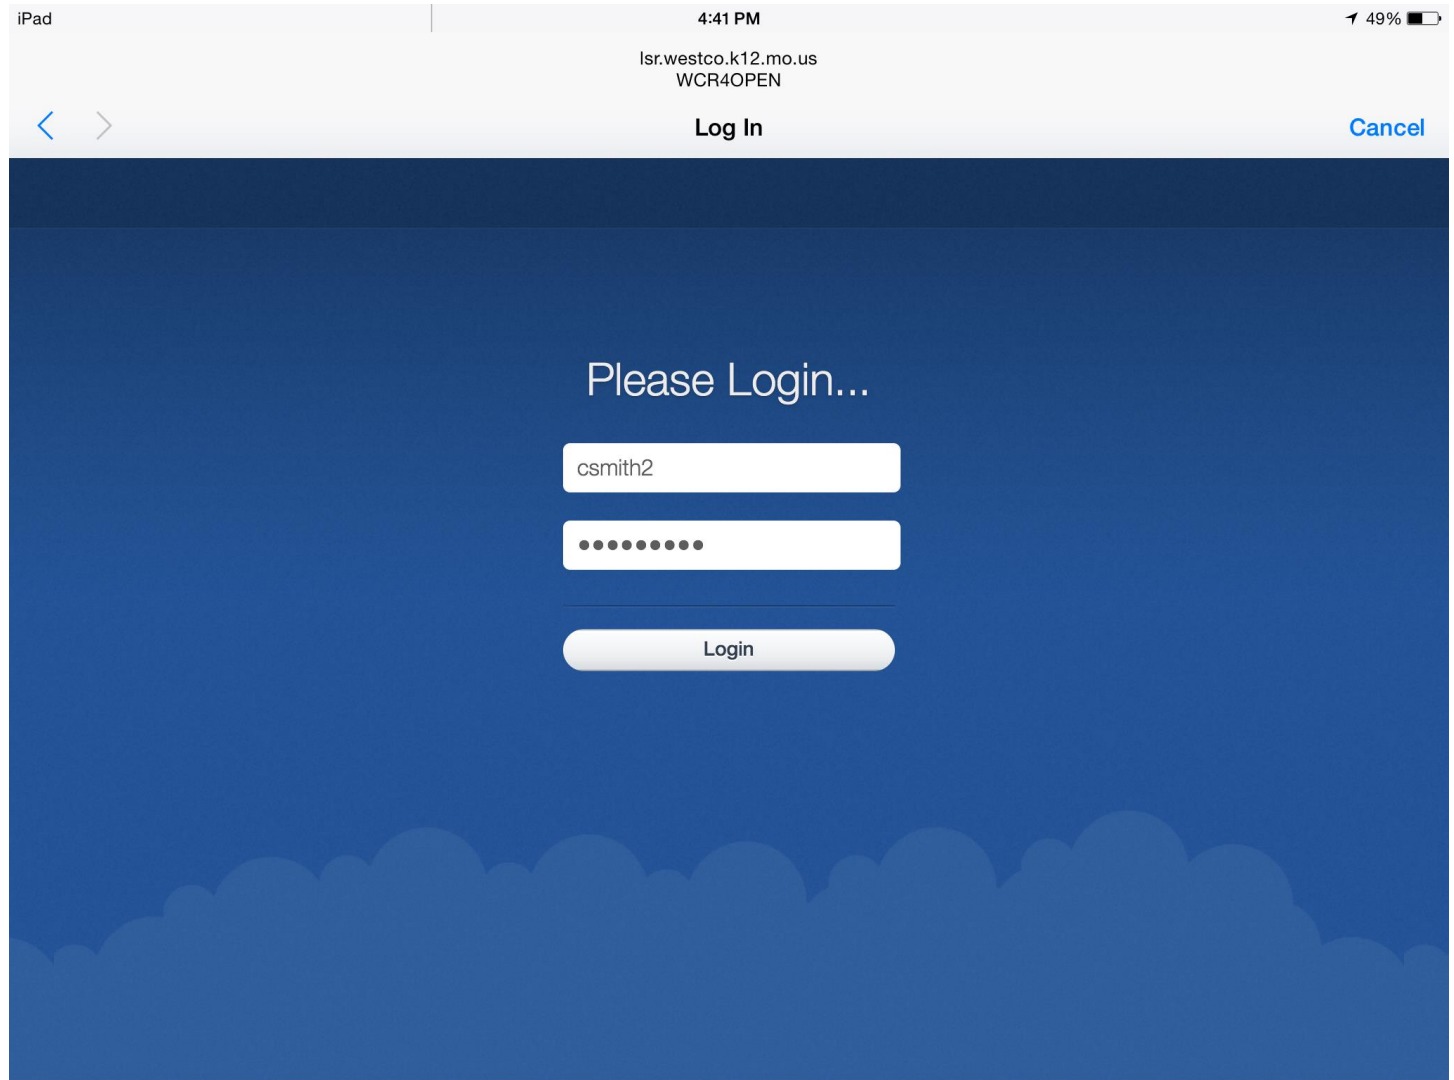 iPad
4:41 PM
49%
lsr.westco.k12.mo.us
WCR4OPEN
Log In
Cancel
Please Login...
csmith2
•••••••••
Login